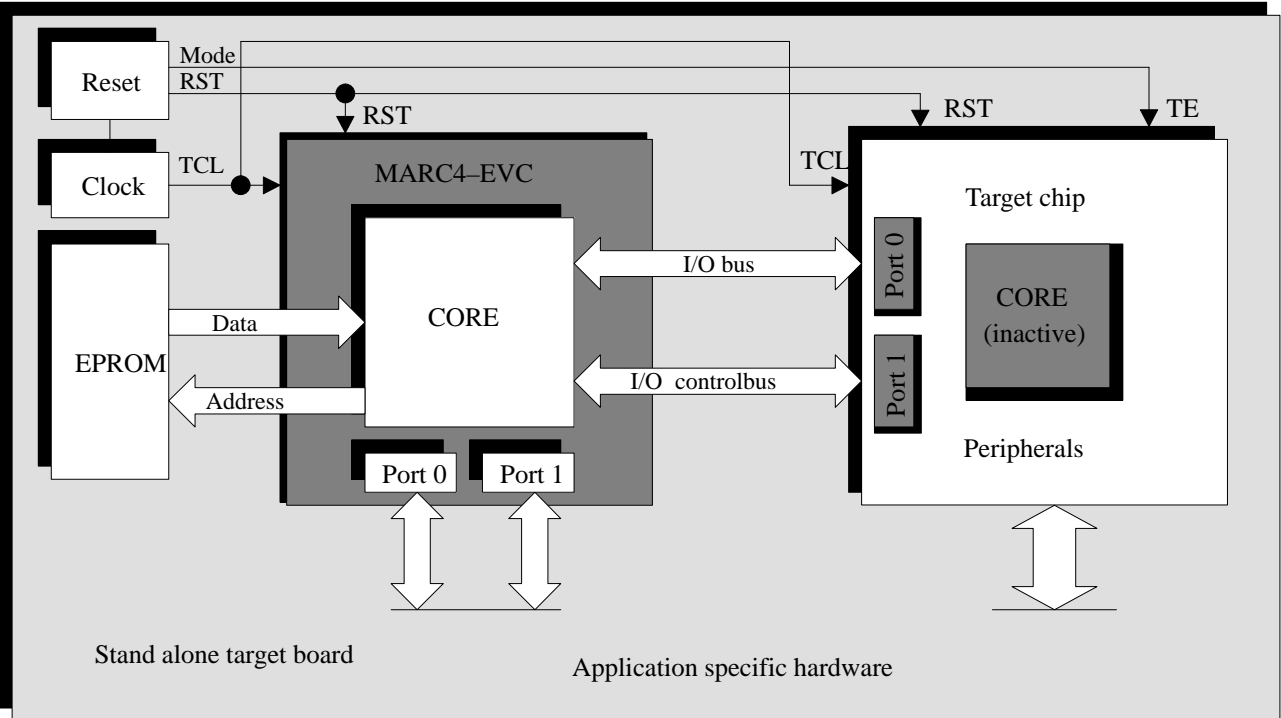 Mode
Reset
RST
RST
RST
TE
TCL
TCL
Clock
MARC4–EVC
Target chip
Port 0
I/O bus
CORE
(inactive)
Data
CORE
EPROM
Port 1
I/O controlbus
Address
Peripherals
Port 0
Port 1
Stand alone target board
Application specific hardware